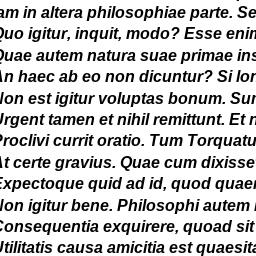 am in altera philosophiae parte. Se
Quo igitur, inquit, modo? Esse enim
Quae autem natura suae primae ins
An haec ab eo non dicuntur? Si lon
Non est igitur voluptas bonum. Sum
Urgent tamen et nihil remittunt. Et n
Proclivi currit oratio. Tum Torquatu
At certe gravius. Quae cum dixisse
Expectoque quid ad id, quod quaer
Non igitur bene. Philosophi autem i
Consequentia exquirere, quoad sit
Utilitatis causa amicitia est quaesita